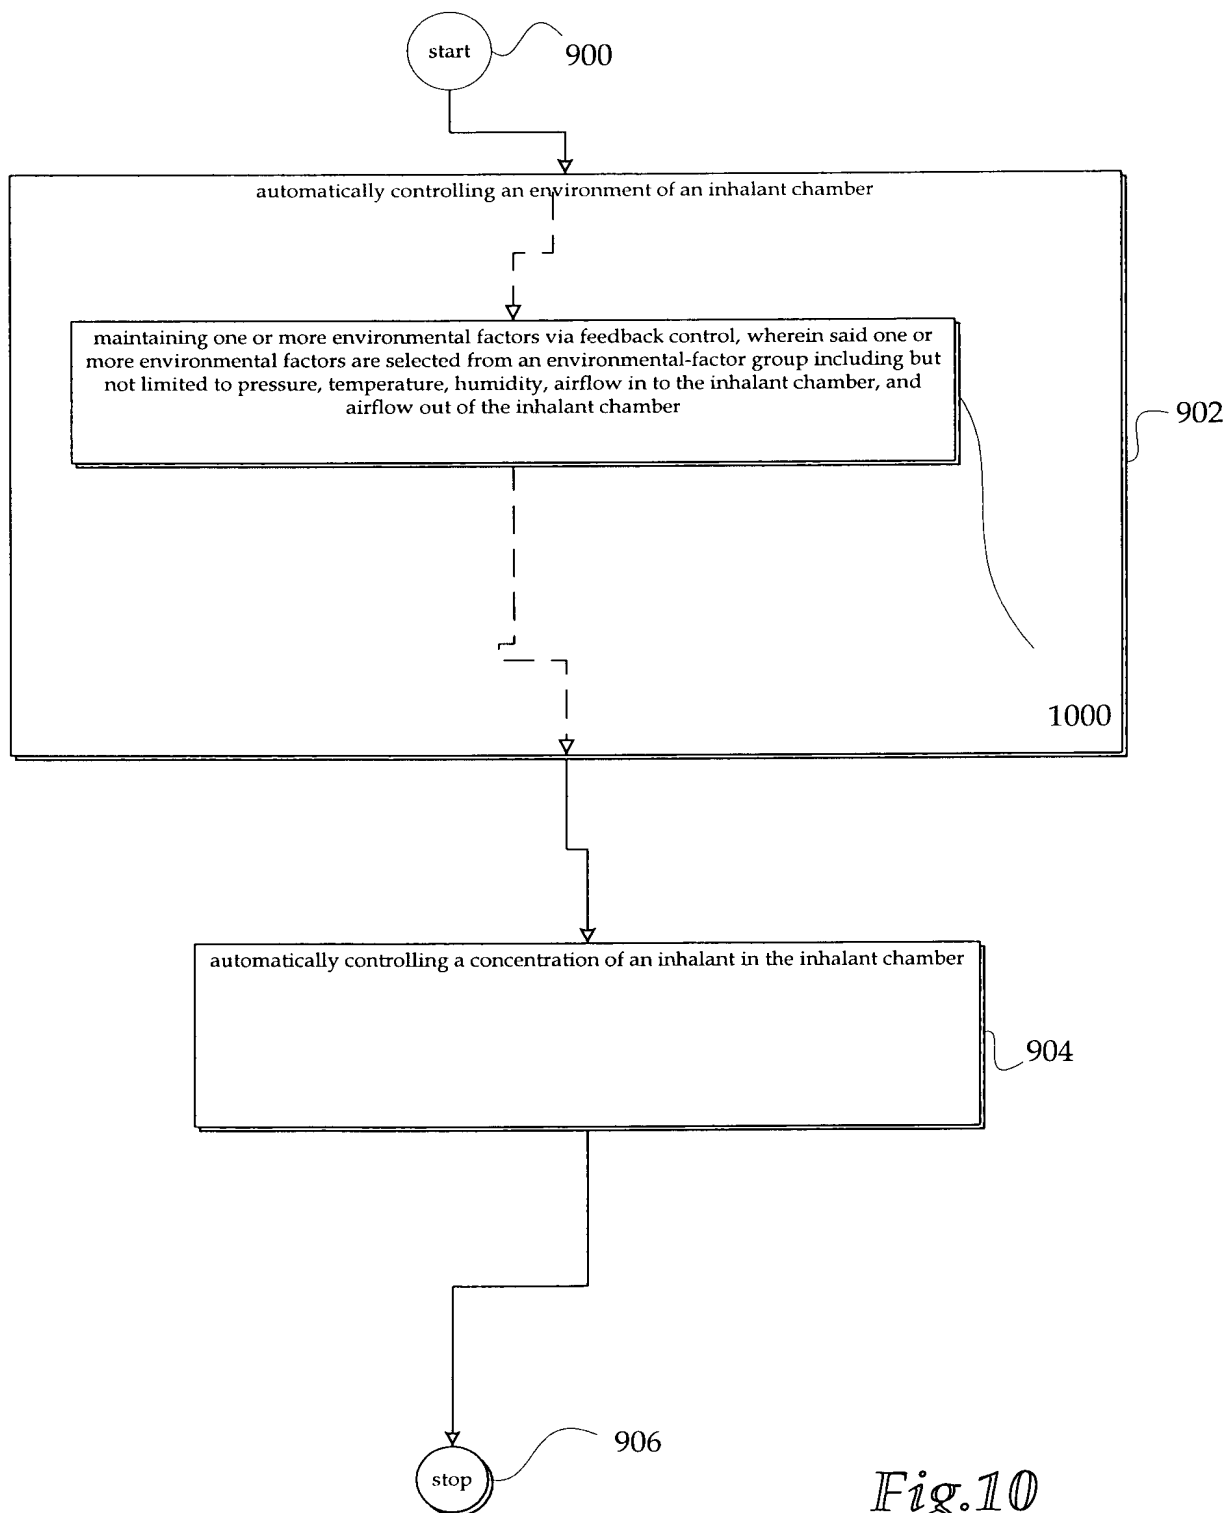 start
900
automatically controlling an environment of an inhalant chamber
maintaining one or more environmental factors via feedback control, wherein said one or
more environmental factors are selected from an environmental-factor group including but
not limited to pressure, temperature, humidity, airflow in to the inhalant chamber, and
airflow out of the inhalant chamber
902
1000
automatically controlling a concentration of an inhalant in the inhalant chamber
904
906
stop
Fig.10